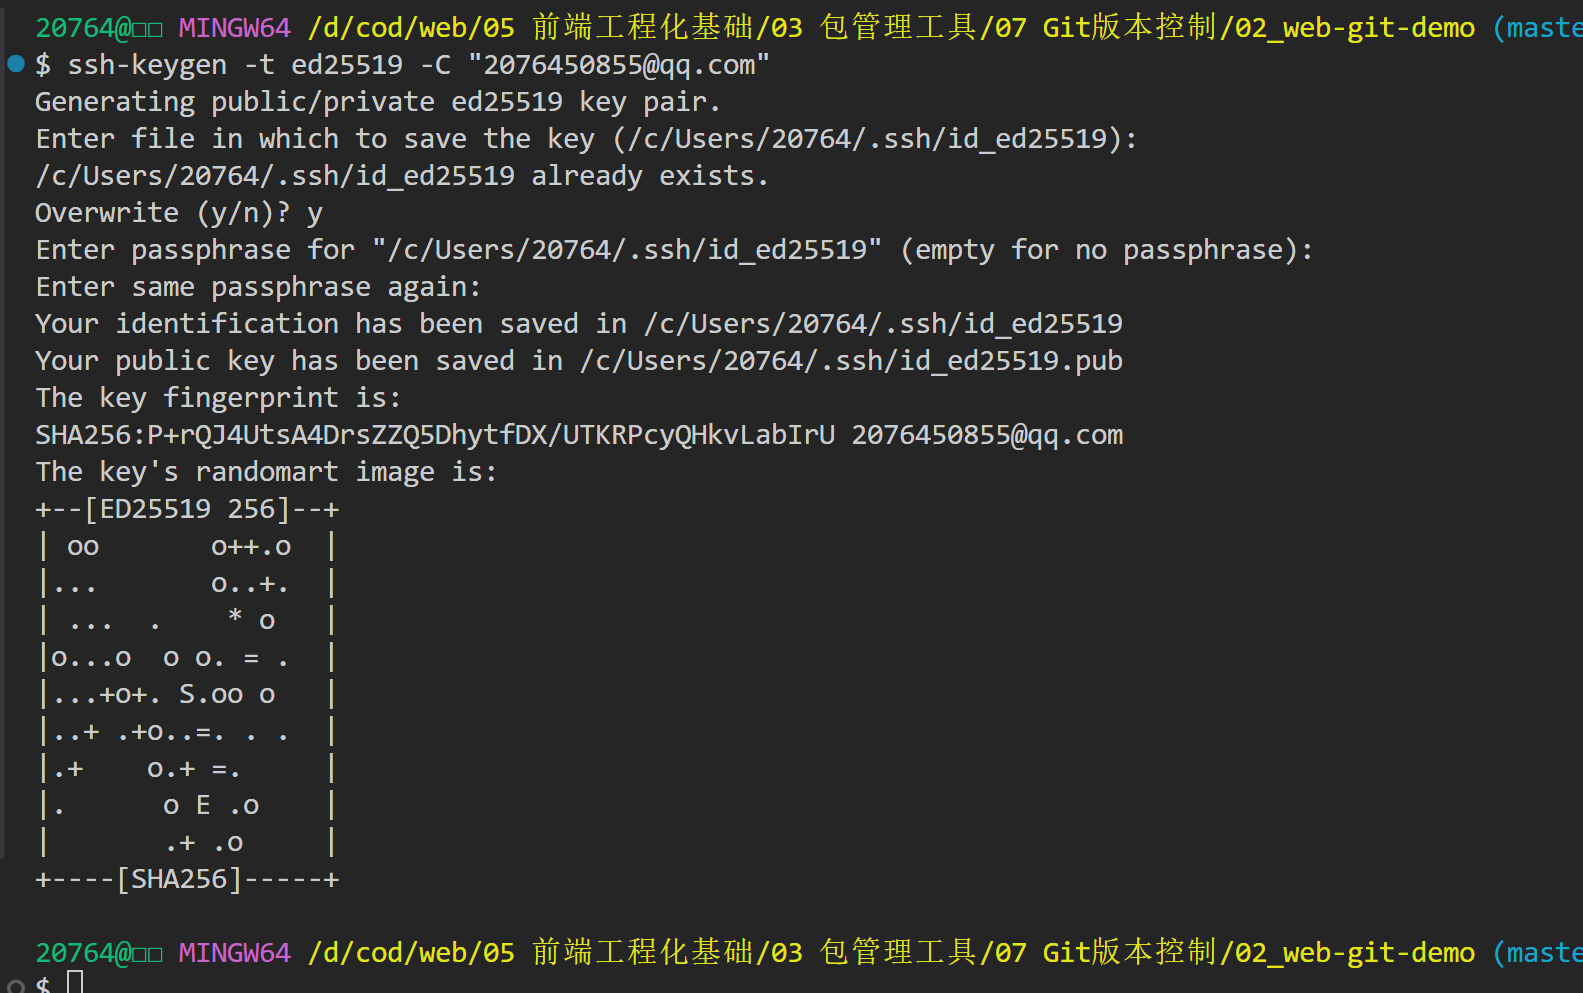 20764@□□ MINGW64 /d/cod/web/05 前端工程化基础/03 包管理工具/07 Git版本控制/02_web-git-demo (maste
$ ssh-keygen -t ed25519 -C "2076450855@qq.com"
Generating public/private ed25519 key pair.
Enter file in which to save the key (/c/Users/20764/.ssh/id_ed25519):
/c/Users/20764/.ssh/id_ed25519 already exists.
Overwrite (y/n)? y
Enter passphrase for "/c/Users/20764/.ssh/id_ed25519" (empty for no passphrase):
Enter same passphrase again:
Your identification has been saved in /c/Users/20764/.ssh/id_ed25519
Your public key has been saved in /c/Users/20764/.ssh/id_ed25519.pub
The key fingerprint is:
SHA256:P+rQJ4UtsA4DrsZZQ5DhytfDX/UTKRPcyQHkvLabIrU 2076450855@qq.com
The key's randomart image is:
+--[ED25519 256]--+
| oo       o++.o  |
|...       o..+.  |
| ...  .    * o   |
|o...o  o o. = .  |
|...+o+. S.oo o   |
|..+ .+o..=. . .  |
|.+    o.+ =.     |
|.      o E .o    |
|       .+ .o     |
+----[SHA256]-----+
20764@□□ MINGW64 /d/cod/web/05 前端工程化基础/03 包管理工具/07 Git版本控制/02_web-git-demo (maste
$